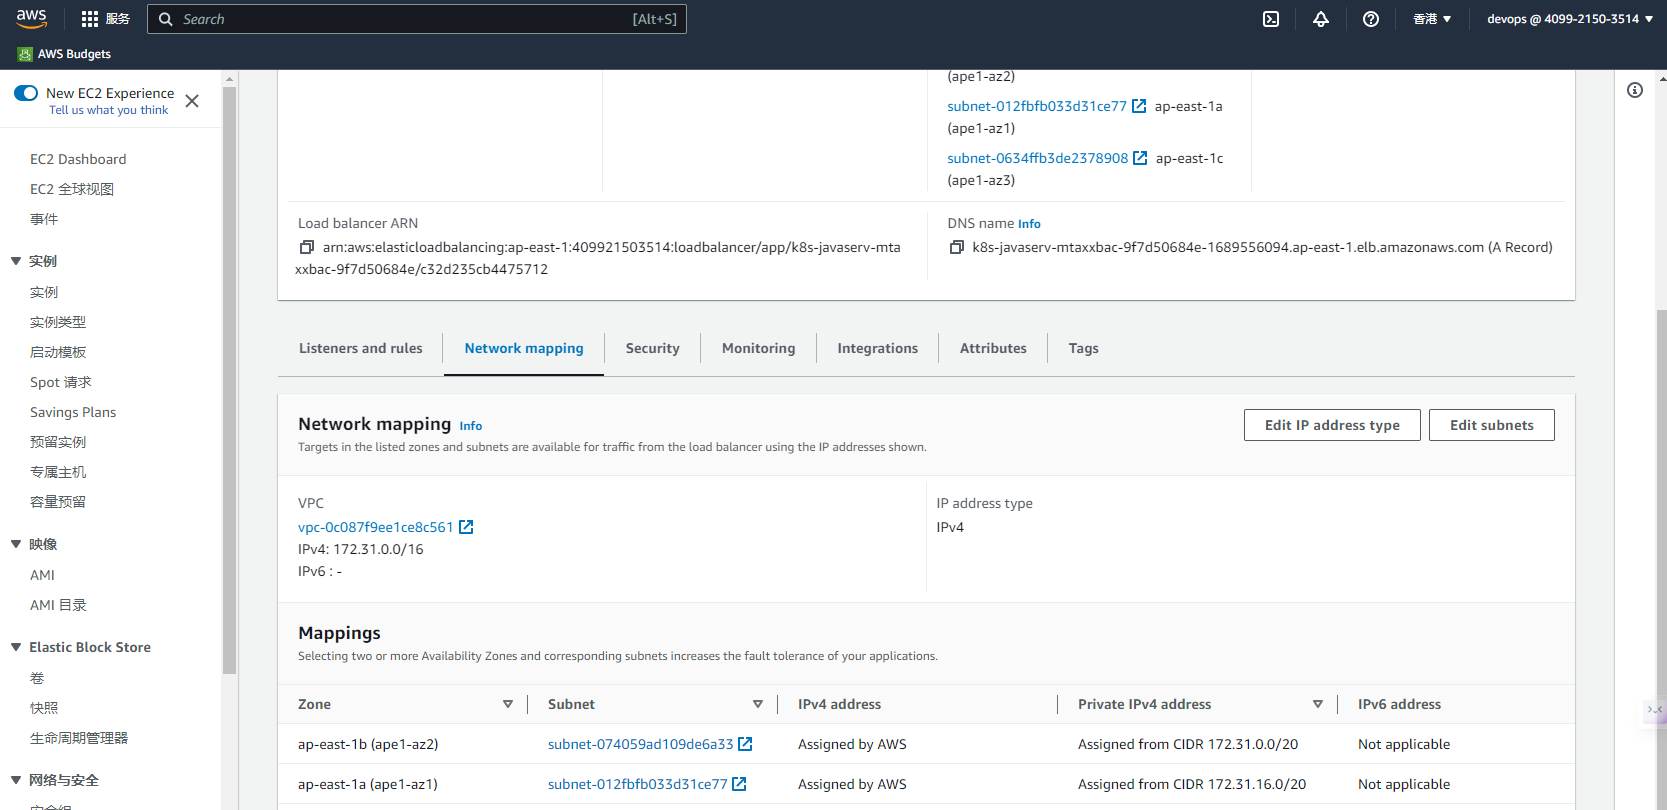 aws
服务
Search
[Alt+S]
香港 ▼
devops @ 4099-2150-3514 ▼
AWS Budgets
New EC2 Experience
Tell us what you think
EC2 Dashboard
EC2 全球视图
事件
实例
实例
实例类型
启动模板
Spot 请求
Savings Plans
预留实例
专属主机
容量预留
映像
AMI
AMI 目录
Elastic Block Store
卷
快照
生命周期管理器
网络与安全
安全组
(ape1-az2)
subnet-012fbfb033d31ce77 ap-east-1a
(ape1-az1)
subnet-0634ffb3de2378908 ap-east-1c
(ape1-az3)
Load balancer ARN
arn:aws:elasticloadbalancing:ap-east-1:409921503514:loadbalancer/app/k8s-javaserv-mta
xxbac-9f7d50684e/c32d235cb4475712
DNS name Info
k8s-javaserv-mtaxxbac-9f7d50684e-1689556094.ap-east-1.elb.amazonaws.com (A Record)
Listeners and rules
Network mapping
Security
Monitoring
Integrations
Attributes
Tags
Network mapping Info
Targets in the listed zones and subnets are available for traffic from the load balancer using the IP addresses shown.
Edit IP address type
Edit subnets
VPC
vpc-0c087f9ee1ce8c561
IPv4: 172.31.0.0/16
IPv6 : -
IP address type
IPv4
Mappings
Selecting two or more Availability Zones and corresponding subnets increases the fault tolerance of your applications.
Zone Subnet IPv4 address Private IPv4 address IPv6 address
ap-east-1b (ape1-az2) subnet-074059ad109de6a33 Assigned by AWS Assigned from CIDR 172.31.0.0/20 Not applicable
ap-east-1a (ape1-az1) subnet-012fbfb033d31ce77 Assigned by AWS Assigned from CIDR 172.31.16.0/20 Not applicable